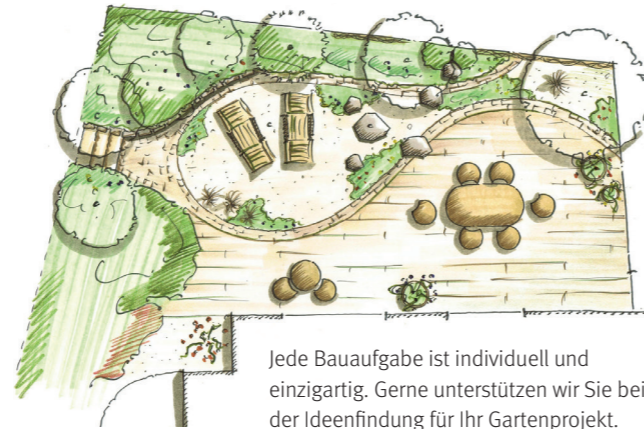 Jede Bauaufgabe ist individuell und
einzigartig. Gerne unterstützen wir Sie bei
der Ideenfindung für Ihr Gartenprojekt.